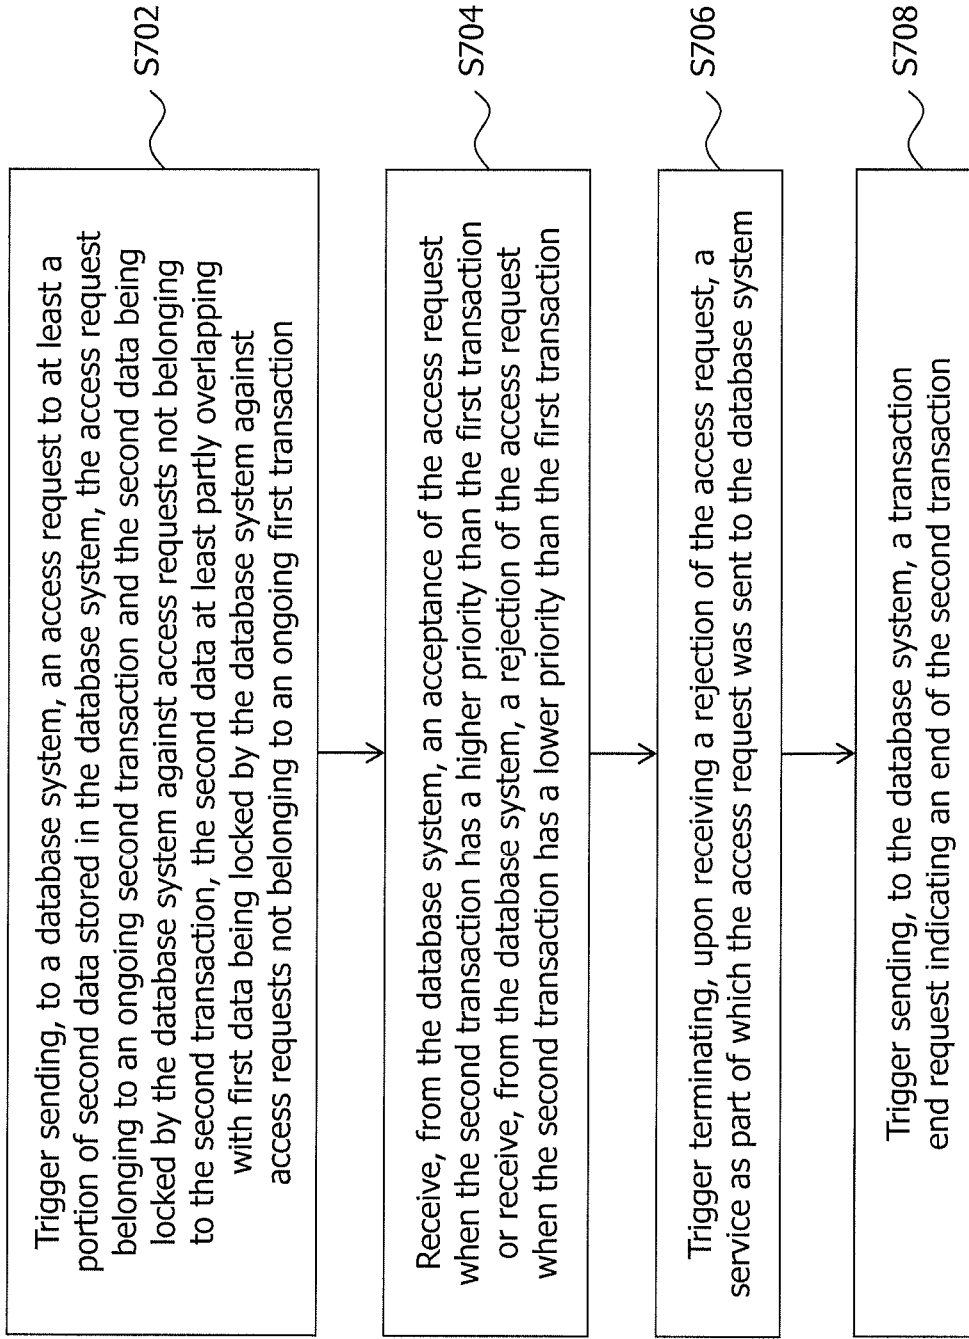 Trigger sending, to a database system, an access request to at least a
portion of second data stored in the database system, the access request
belonging to an ongoing second transaction and the second data being
locked by the database system against access requests not belonging
to the second transaction, the second data at least partly overlapping
with first data being locked by the database system against
access requests not belonging to an ongoing first transaction
S702
Receive, from the database system, an acceptance of the access request
when the second transaction has a higher priority than the first transaction
or receive, from the database system, a rejection of the access request
when the second transaction has a lower priority than the first transaction
S704
Trigger terminating, upon receiving a rejection of the access request, a
service as part of which the access request was sent to the database system
S706
Trigger sending, to the database system, a transaction
end request indicating an end of the second transaction
S708